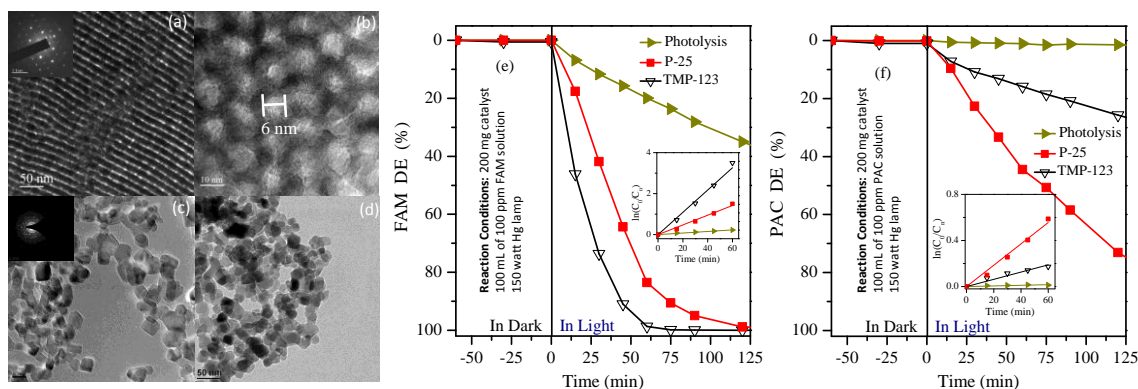 (a)
50 nm
(b)
6 nm
10 nm
(c)
(d)
50 nm
(e)
Photolysis
P-25
TMP-123
Reaction Conditions: 200 mg catalyst
100 mL of 100 ppm FAM solution
150 watt Hg lamp
FAM DE (%)
0
20
40
60
80
100
In Dark
In Light
-50 -25 0 25 50 75 100 125
Time (min)
ln(C0/Cn)
4
2
0
0 20 40 60
Time (min)
(f)
Photolysis
P-25
TMP-123
Reaction Conditions: 200 mg catalyst
100 mL of 100 ppm PAC solution
150 watt Hg lamp
PAC DE (%)
0
20
40
60
80
100
In Dark
In Light
-50 -25 0 25 50 75 100 125
Time (min)
ln(C0/Cn)
0.8
0.4
0.0
0 20 40 60
Time (min)